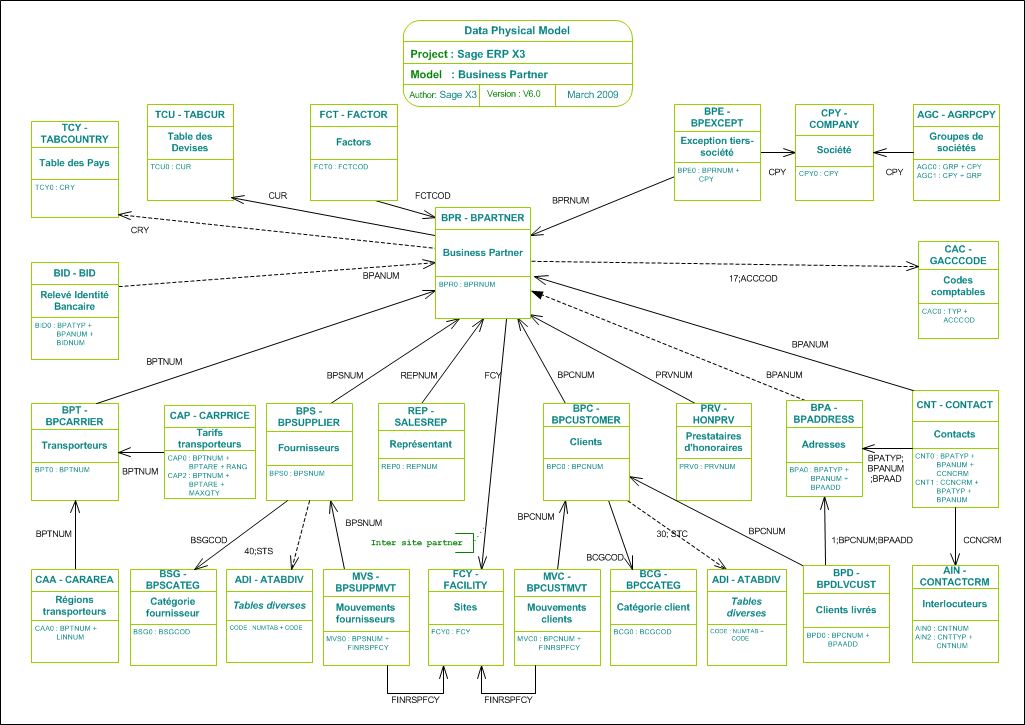 Data Physical Model
Project : Sage ERP X3
Model : Business Partner
Author: Sage X3
Version : V6.0
March 2009
TCY -
TABCOUNTRY
Table des Pays
TCY0 : CRY
TCU - TABCUR
Table des
Devises
TCU0 : CUR
FCT - FACTOR
Factors
FCT0 : FCTCOD
BPE -
BPEXCEPT
Exception tiers-
société
BPE0 : BPRNUM +
CPY
CPY -
COMPANY
Société
CPY0 : CPY
AGC - AGRPCPY
Groupes de
sociétés
AGC0 : GRP + CPY
AGC1 : CPY + GRP
CPY
CPY
CUR
FCTCOD
BPRNUM
CRY
BPR - BPARTNER
Business Partner
BPR0 : BPRNUM
BID - BID
Relevé Identité
Bancaire
BID0 : BPATYP +
BPANUM +
BIDNUM
BPANUM
17;ACCCOD
CAC -
GACCCODE
Codes
comptables
CAC0 : TYP +
ACCCOD
BPTNUM
BPSNUM
REPNUM
FCY
BPCNUM
PRVNUM
BPANUM
BPANUM
BPT -
BPCARRIER
Transporteurs
BPT0 : BPTNUM
CAP - CARPRICE
Tarifs
transporteurs
CAP0 : BPTNUM +
BPTARE + RANG
CAP2 : BPTNUM +
BPTARE +
MAXQTY
BPTNUM
BPS -
BPSUPPLIER
Fournisseurs
BPS0 : BPSNUM
REP -
SALESREP
Représentant
REP0 : REPNUM
BPC -
BPCUSTOMER
Clients
BPC0 : BPCNUM
PRV -
HONPRV
Prestataires
d'honoraires
PRV0 : PRVNUM
BPA -
BPADDRESS
Adresses
BPA0 : BPATYP +
BPANUM +
BPAADD
CNT - CONTACT
Contacts
CNT0 : BPATYP +
BPANUM +
CCNCRM
CNT1 : CCNCRM +
BPATYP +
BPANUM
BPATYP;
BPANUM
;BPAAD
BPTNUM
BSGCOD
40;STS
BPSNUM
Inter site partner
BPCNUM
BCGCOD
30; STC
BPCNUM
1;BPCNUM;BPAADD
CCNCRM
CAA - CARAREA
Régions
transporteurs
CAA0 : BPTNUM +
LINNUM
BSG -
BPSCATEG
Catégorie
fournisseur
BSG0 : BSGCOD
ADI - ATABDIV
Tables diverses
CODE : NUMTAB + CODE
MVS -
BPSUPPMVT
Mouvements
fournisseurs
MVS0 : BPSNUM +
FINRSPFCY
FCY -
FACILITY
Sites
FCY0 : FCY
MVC -
BPCUSTMVT
Mouvements
clients
MVC0 : BPCNUM +
FINRSPFCY
BCG -
BPCCATEG
Catégorie client
BCG0 : BCGCOD
ADI - ATABDIV
Tables
diverses
CODE : NUMTAB +
CODE
BPD -
BPDLVCUST
Clients livrés
BPD0 : BPCNUM +
BPAADD
AIN -
CONTACTCRM
Interlocuteurs
AIN0 : CNTNUM
AIN2 : CNTTYP +
CNTNUM
FINRSPFCY
FINRSPFCY